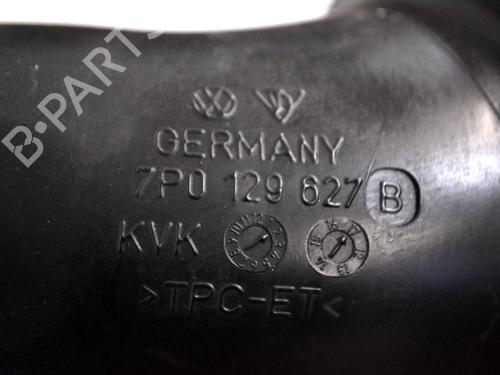 B-PARTS
GERMANY
7P0 129 627 B
KVK
>TPC-ET<